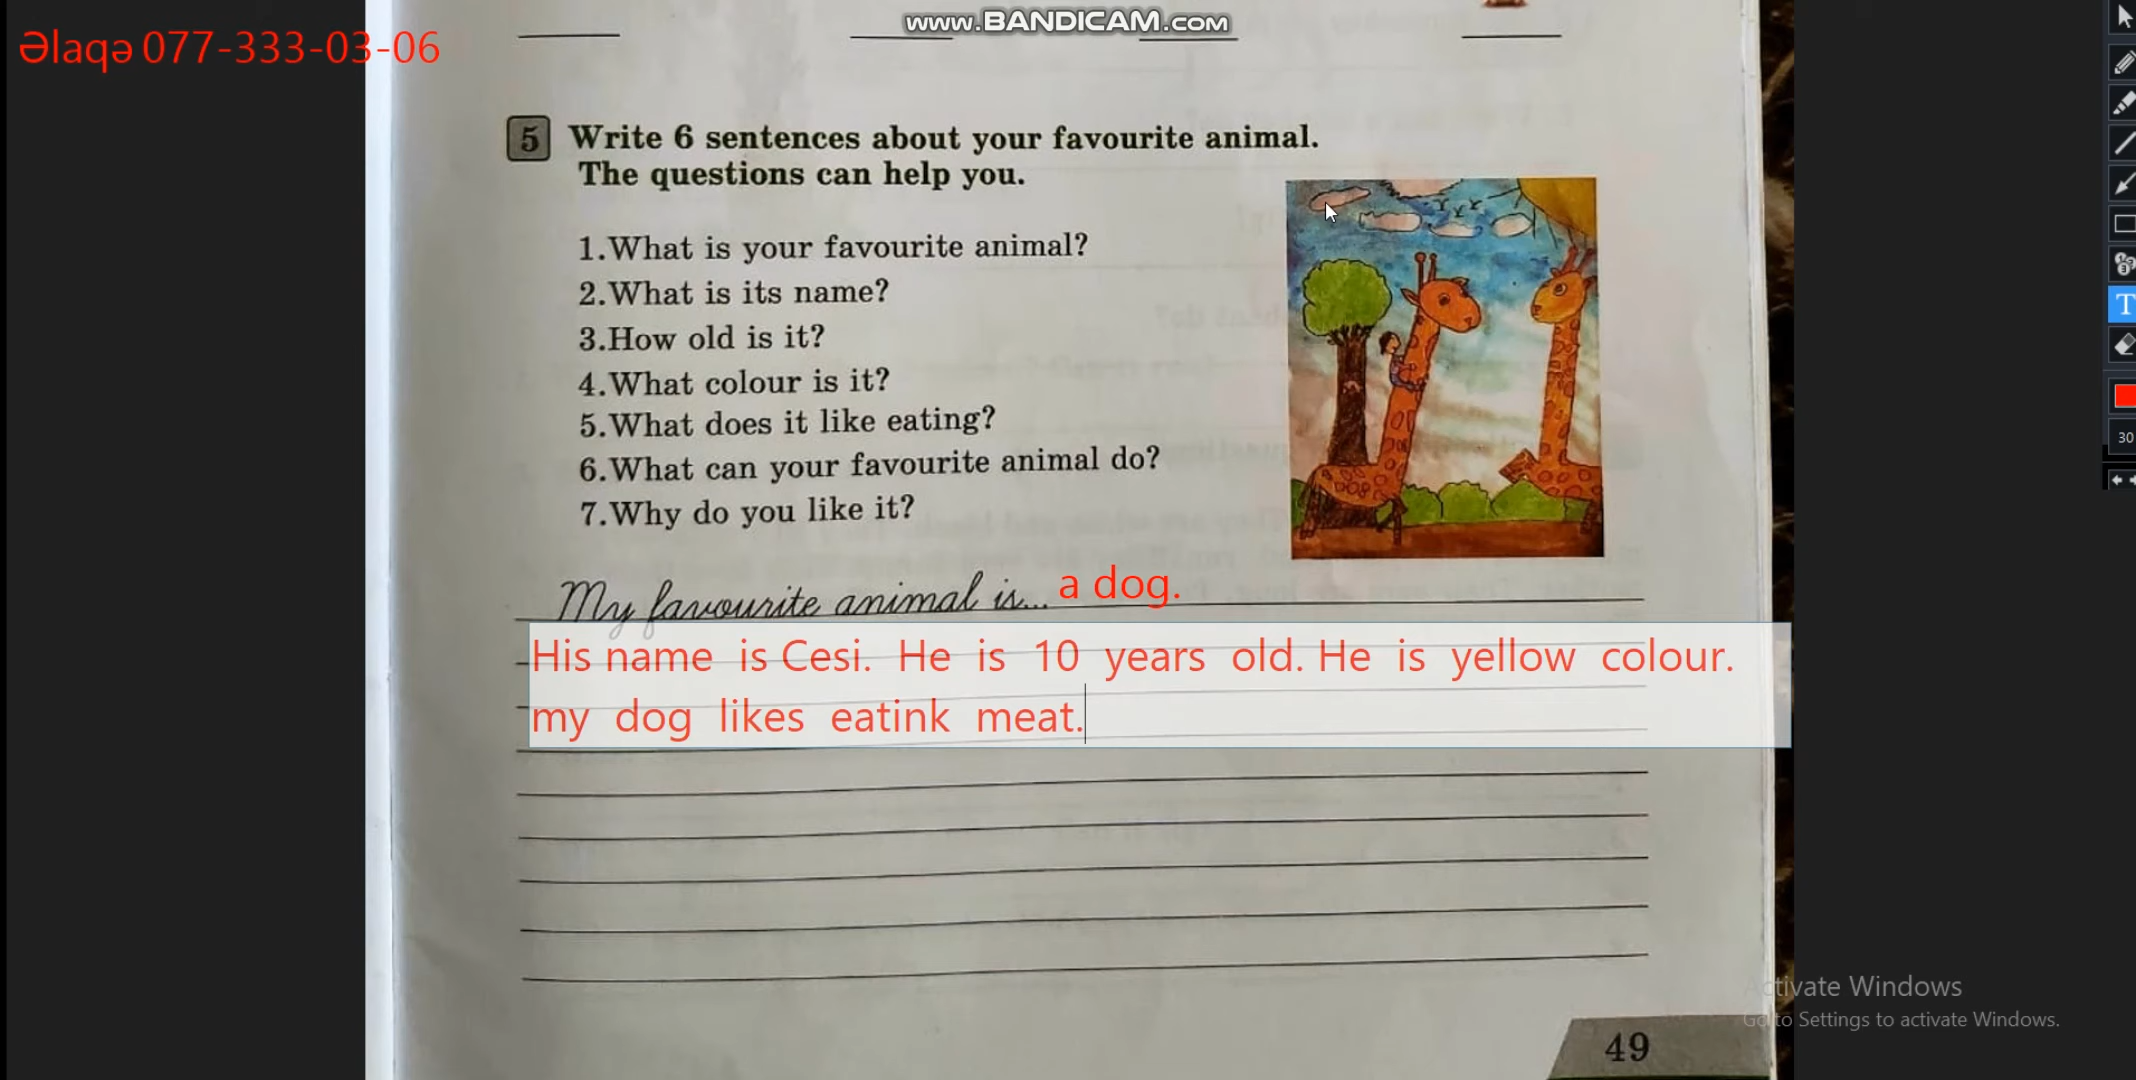 www.BANDICAM.com
Əlaqə 077-333-03-06
5 Write 6 sentences about your favourite animal.
The questions can help you.
1.What is your favourite animal?
2.What is its name?
3.How old is it?
4.What colour is it?
5.What does it like eating?
6.What can your favourite animal do?
7.Why do you like it?
My favourite animal is... a dog.
His name is Cesi. He is 10 years old. He is yellow colour.
my dog likes eatink meat.
Activate Windows
Go to Settings to activate Windows.
49
T
30